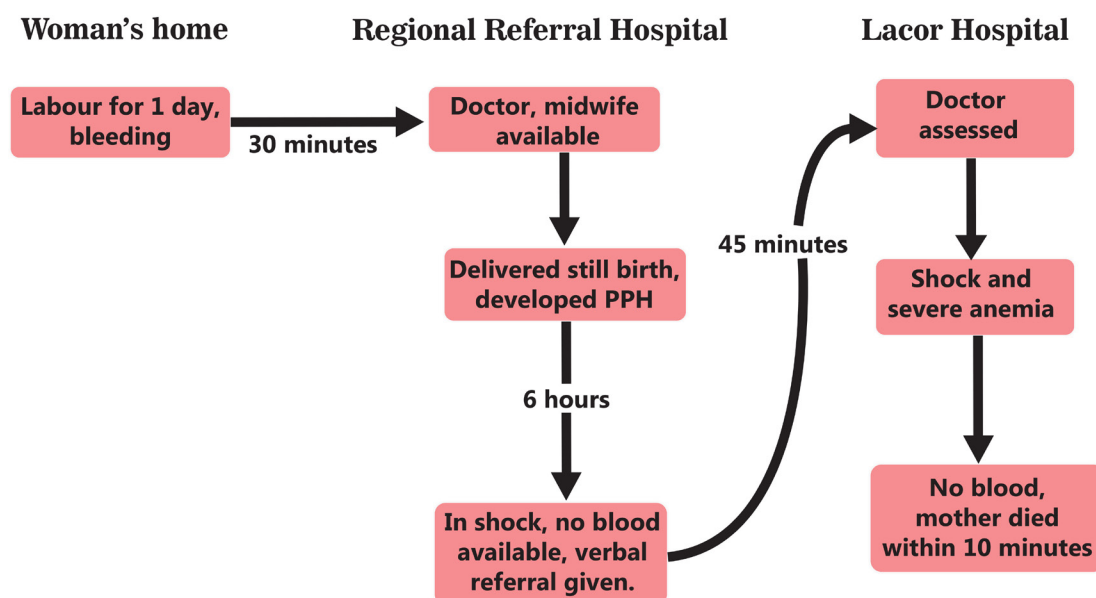 Woman's home
Labour for 1 day,
bleeding
30 minutes
Regional Referral Hospital
Doctor, midwife
available
Delivered still birth,
developed PPH
6 hours
In shock, no blood
available, verbal
referral given.
45 minutes
Lacor Hospital
Doctor
assessed
Shock and
severe anemia
No blood,
mother died
within 10 minutes